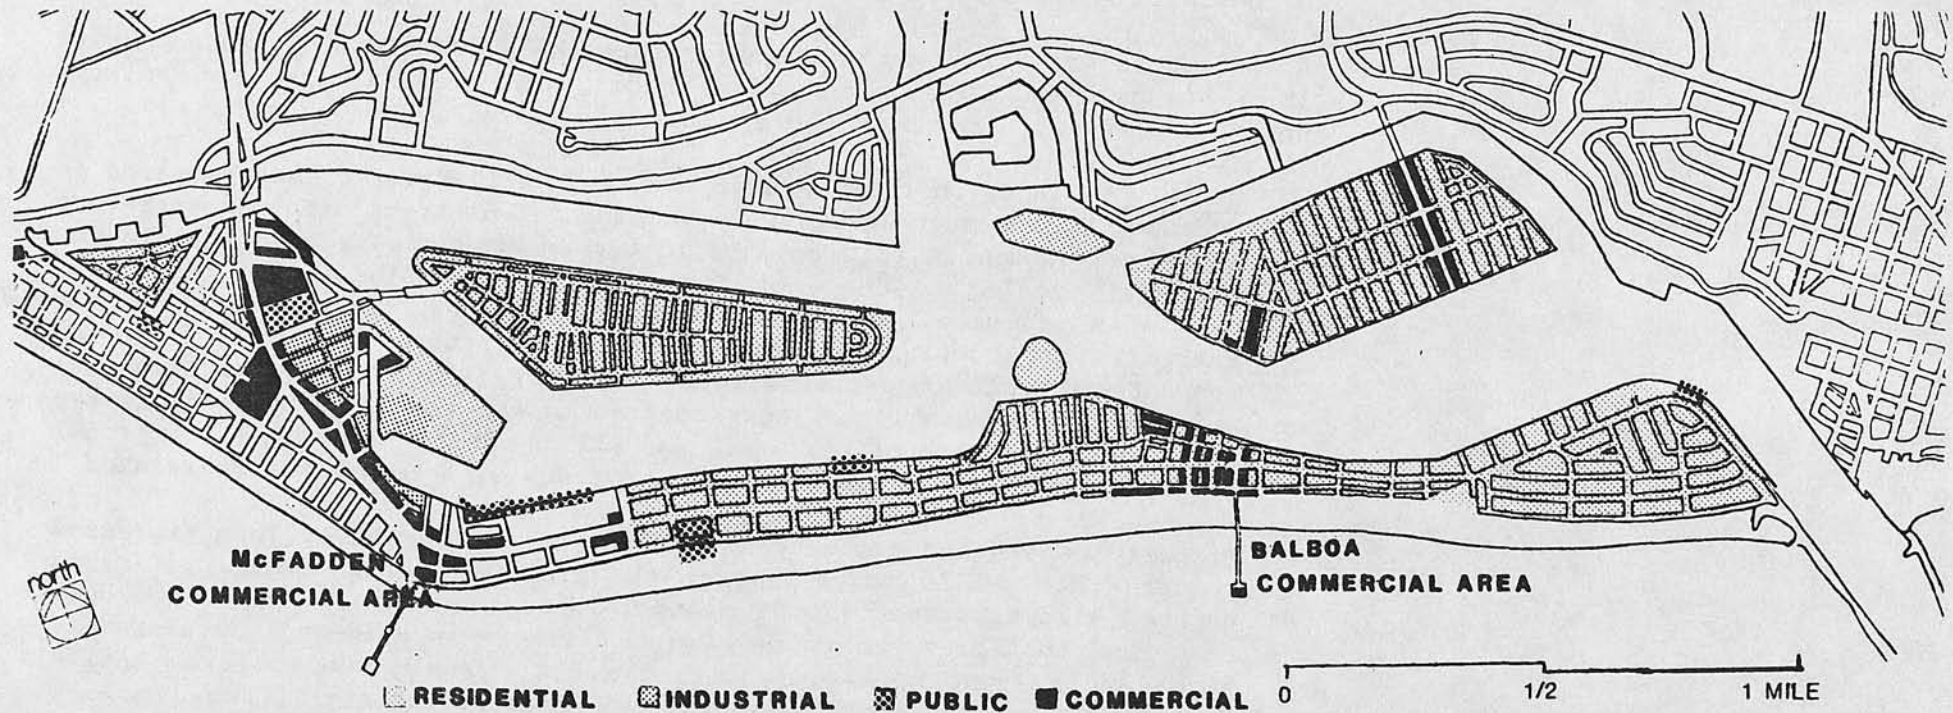 McFADDEN
COMMERCIAL AREA
BALBOA
COMMERCIAL AREA
north
RESIDENTIAL INDUSTRIAL PUBLIC COMMERCIAL
0 1/2 1 MILE